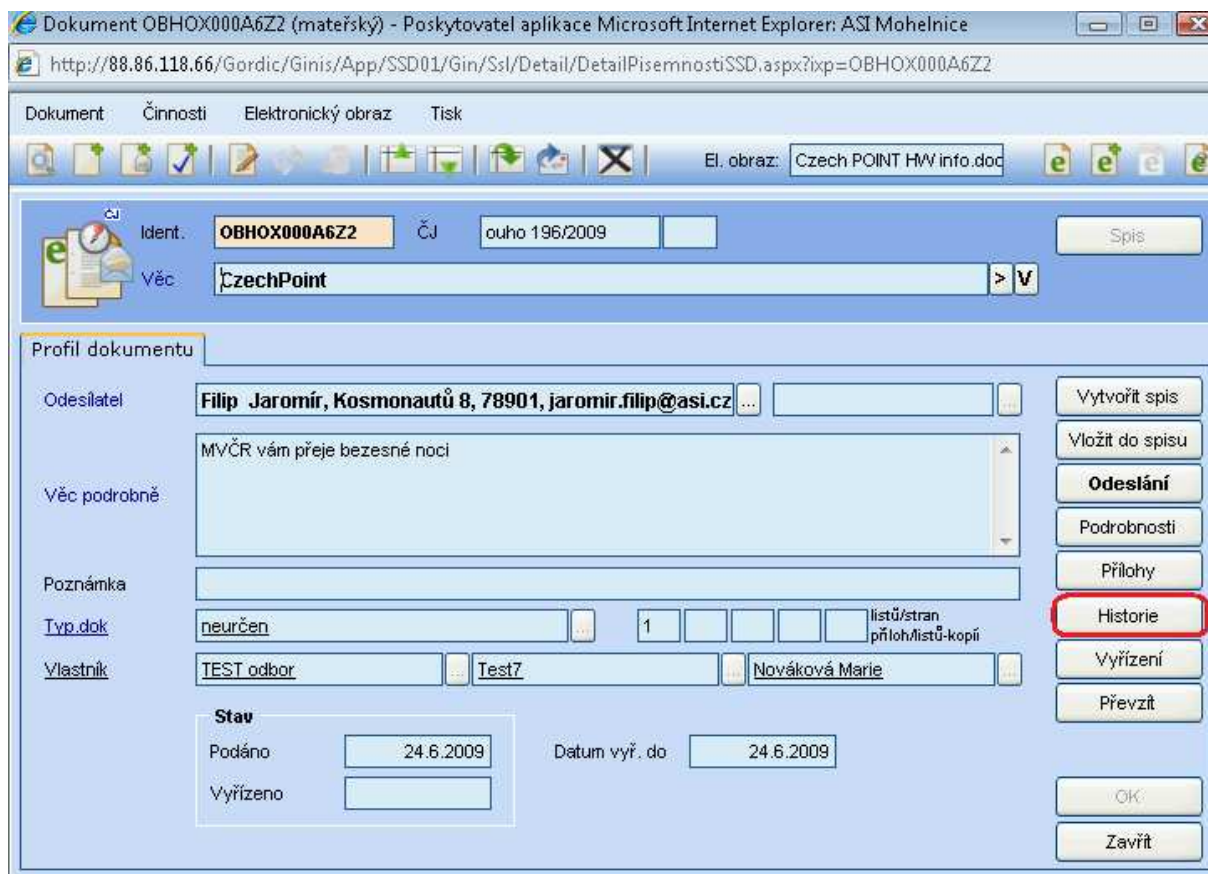 Dokument OBHOX000A6Z2 (mateřský) - Poskytovatel aplikace Microsoft Internet Explorer: ASI Mohelnice
http://88.86.118.66/Gordic/Ginis/App/SSD01/Gin/Ssl/Detail/DetailPisemnostiSSD.aspx?ixp=OBHOX000A6Z2
Dokument Činnosti Elektronický obraz Tisk
El. obraz: Czech POINT HW info.doc
ČJ
Ident. OBHOX000A6Z2 ČJ ouho 196/2009 Spis
Věc CzechPoint > V
Profil dokumentu
Odesílatel Filip Jaromír, Kosmonautů 8, 78901, jaromir.filip@asi.cz ... ... Vytvořit spis
MVČR vám přeje bezesné noci Vložit do spisu
Věc podrobně Odeslání
Podrobnosti
Poznámka Přílohy
Typ.dok neurčen ... 1 listů/stran Historie
příloh/listů-kopií
Vlastník TEST odbor ... Test7 ... Nováková Marie ... Vyřízení
Převzít
Stav
Podáno 24.6.2009 Datum vyř. do 24.6.2009
Vyřízeno OK
Zavřít